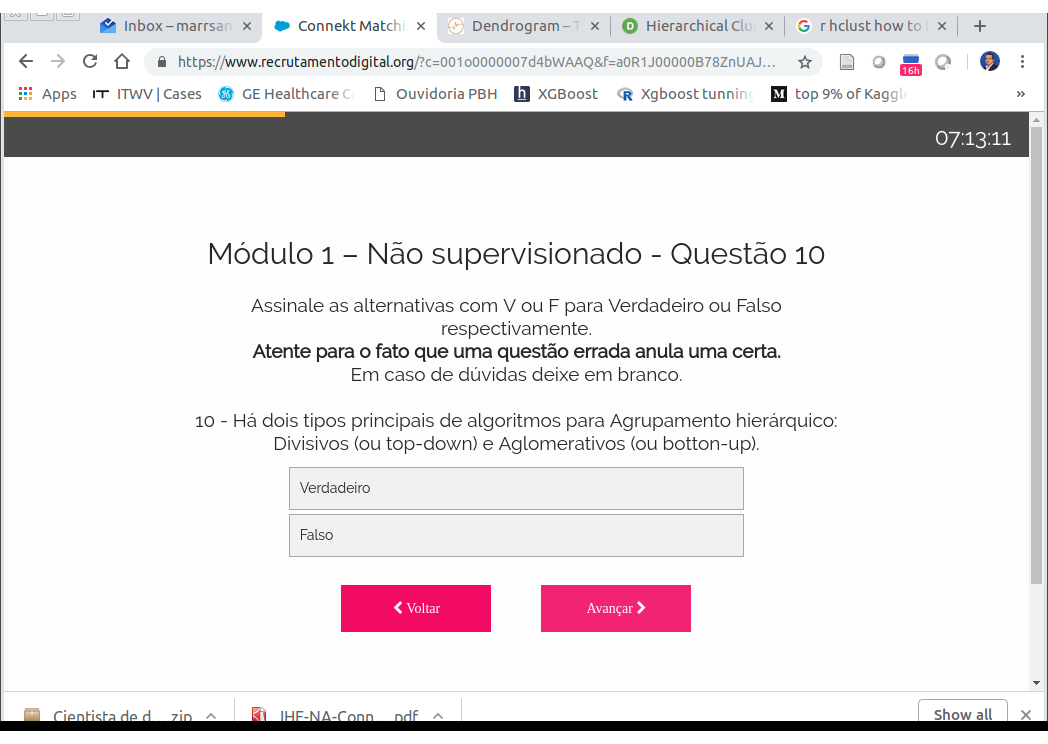 Inbox – marrsan
Connekt Matchi
Dendrogram – T
Hierarchical Clu
r hclust how to
https://www.recrutamentodigital.org/?c=001o0000007d4bWAAQ&f=a0R1J00000B78ZnUAJ...
16h
Apps
ITWV | Cases
GE Healthcare C
Ouvidoria PBH
XGBoost
Xgboost tunning
top 9% of Kaggle
»
07:13:11
Módulo 1 – Não supervisionado - Questão 10
Assinale as alternativas com V ou F para Verdadeiro ou Falso
respectivamente.
Atente para o fato que uma questão errada anula uma certa.
Em caso de dúvidas deixe em branco.
10 - Há dois tipos principais de algoritmos para Agrupamento hierárquico:
Divisivos (ou top-down) e Aglomerativos (ou botton-up).
Verdadeiro
Falso
Voltar
Avançar
Cientista de d....zip
IHF-NA-Conn....pdf
Show all